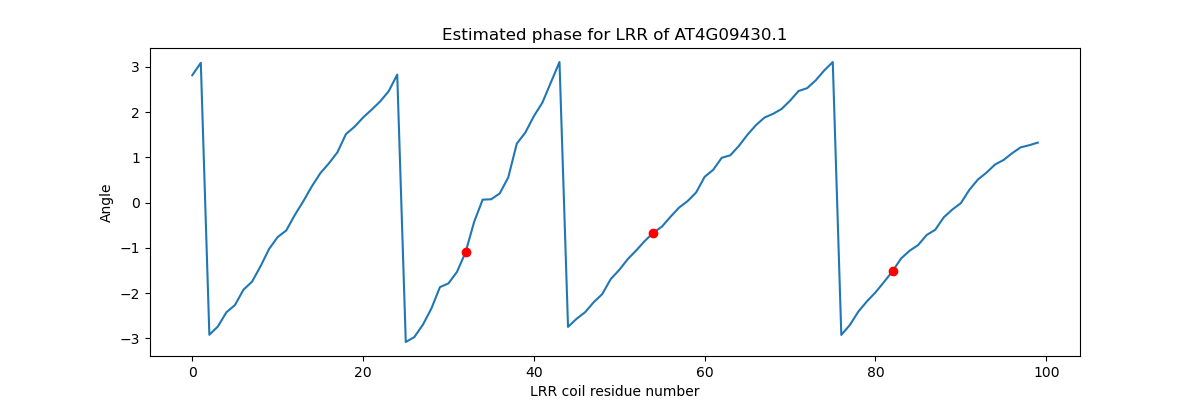 Estimated phase for LRR of AT4G09430.1
Angle
3
2
1
0
−1
−2
−3
0 20 40 60 80 100
LRR coil residue number